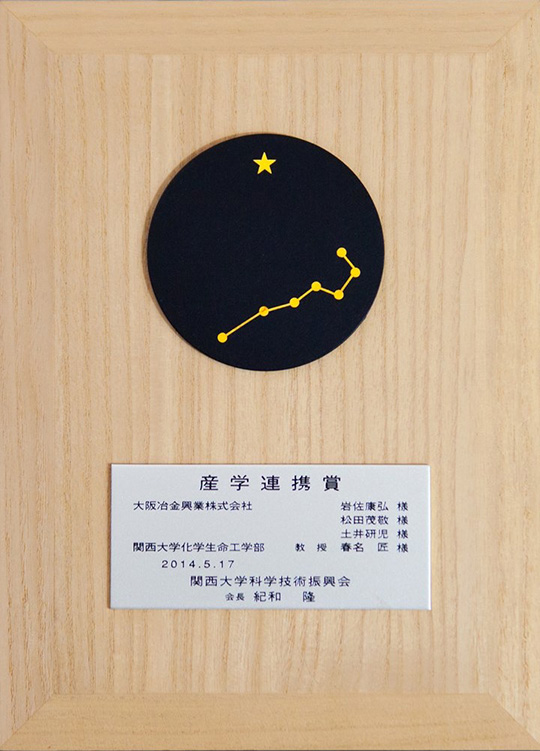 産学連携賞
大阪冶金興業株式会社 岩佐康弘 様
松田茂敬 様
土井研児 様
関西大学化学生命工学部 教授 春名 匠 様
2014.5.17
関西大学科学技術振興会
会長 紀和 隆